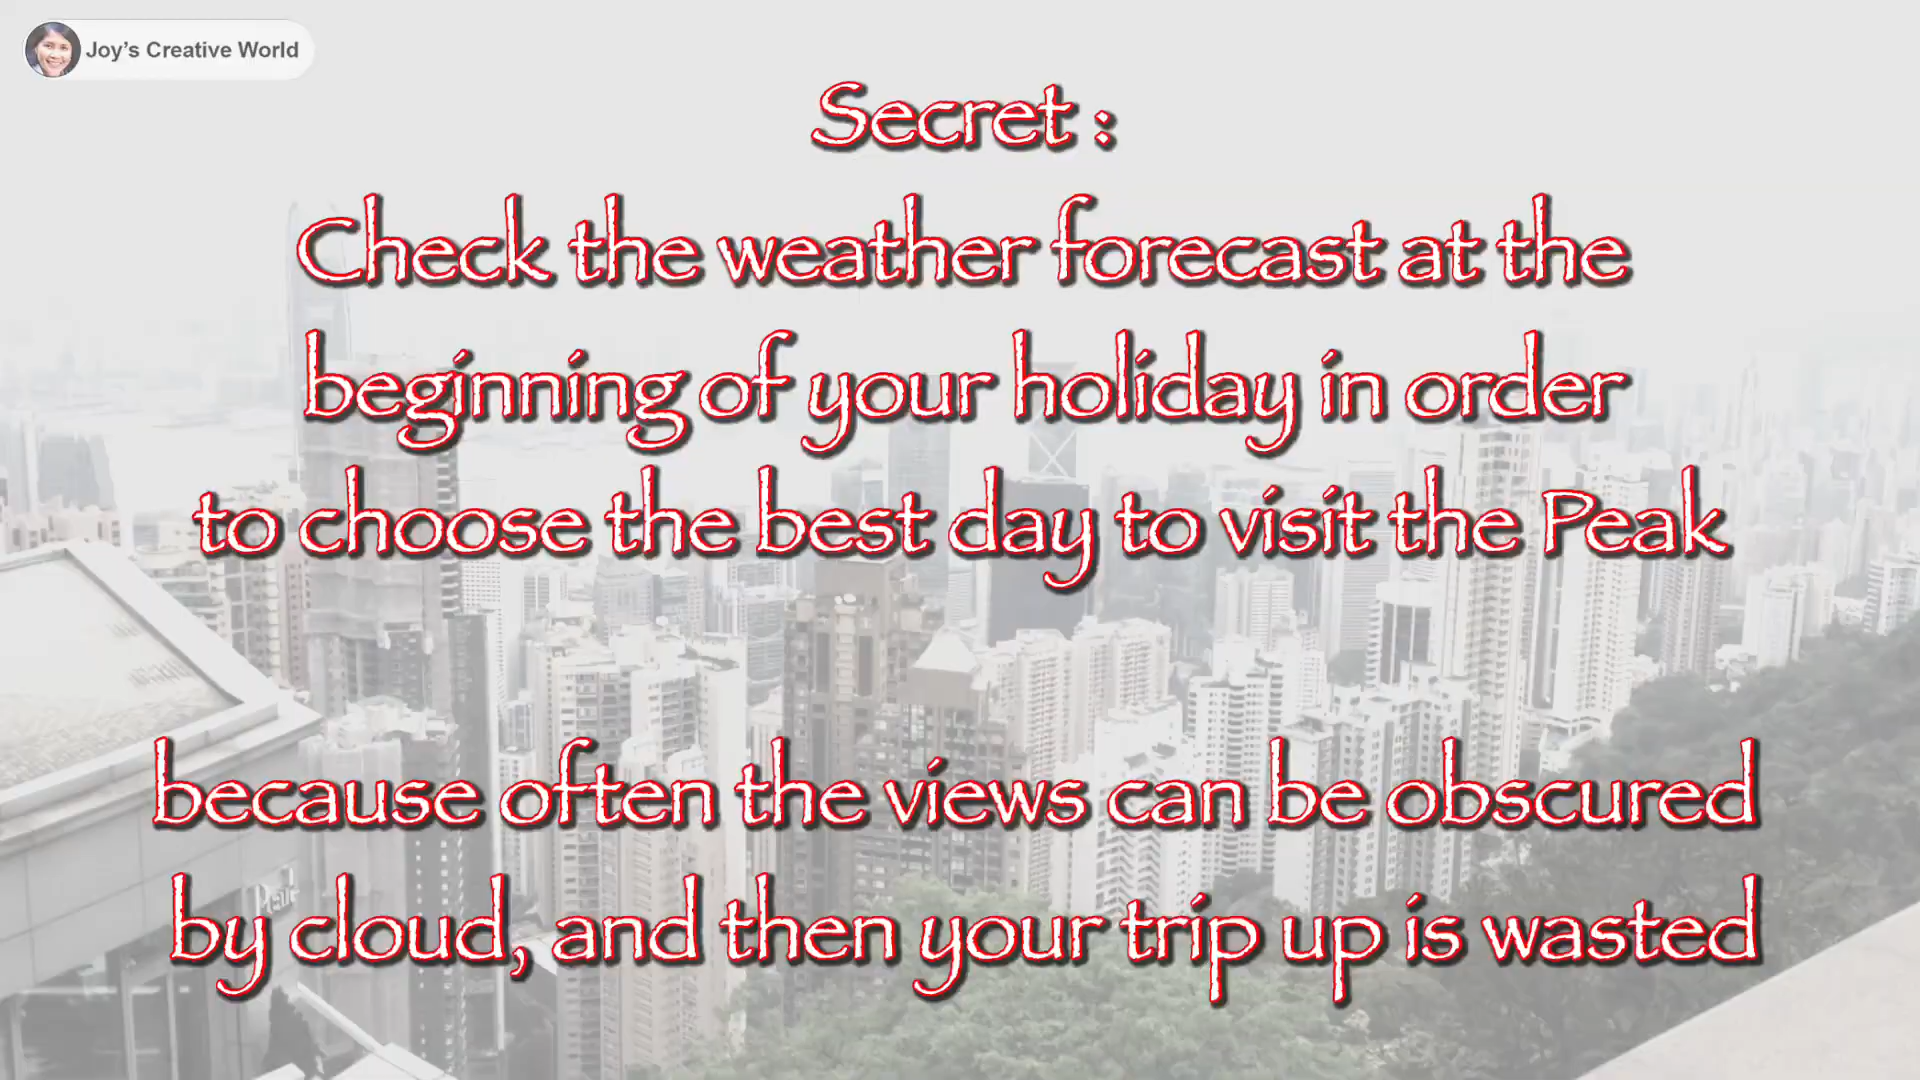 Joy's Creative World
Secret :
Check the weather forecast at the
beginning of your holiday in order
to choose the best day to visit the Peak
because often the views can be obscured
by cloud, and then your trip up is wasted